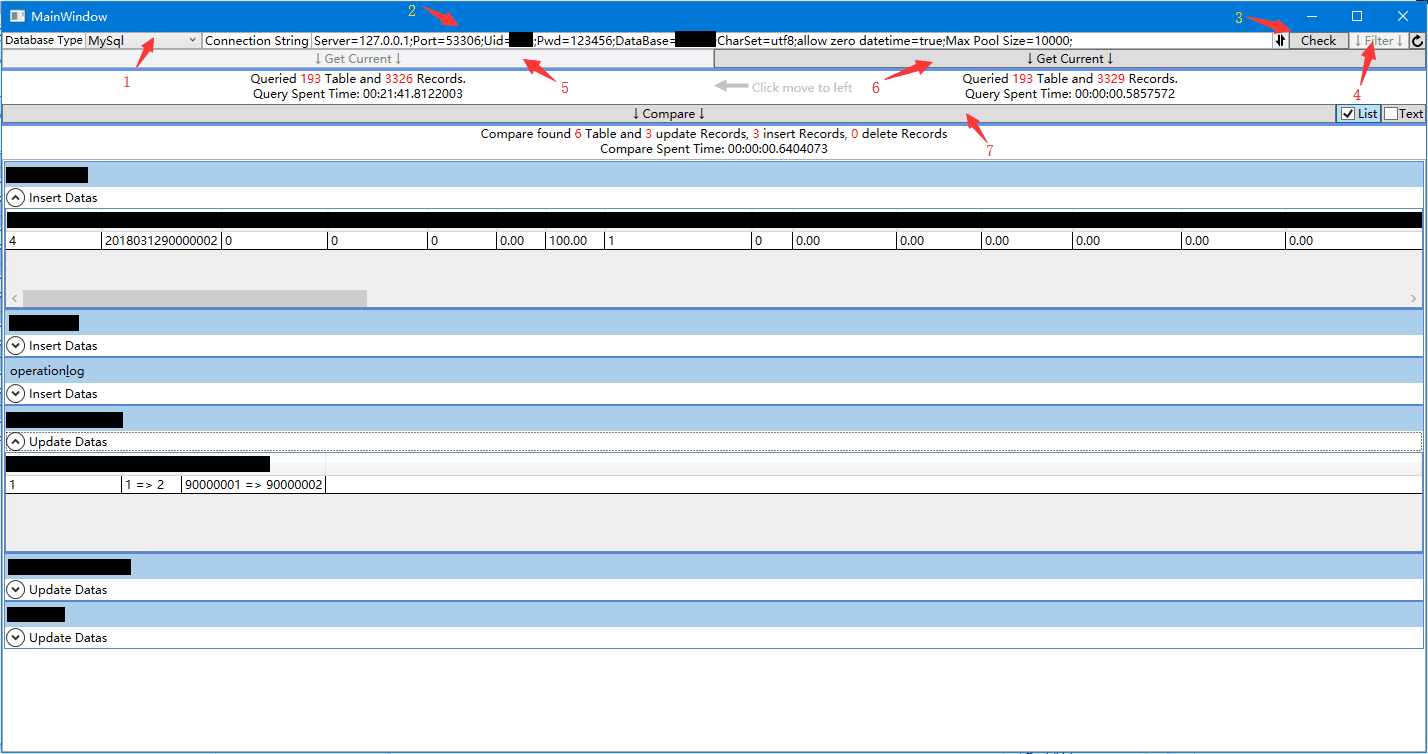 MainWindow
2
3
Database Type MySql Connection String Server=127.0.0.1;Port=53306;Uid= ;Pwd=123456;DataBase= ;CharSet=utf8;allow zero datetime=true;Max Pool Size=10000; Check ↓ Filter ↓
↓ Get Current ↓ ↓ Get Current ↓
1
5
6
4
Queried 193 Table and 3326 Records. Queried 193 Table and 3329 Records.
Click move to left
Query Spent Time: 00:21:41.8122003 Query Spent Time: 00:00:00.5857572
↓ Compare ↓ List Text
Compare found 6 Table and 3 update Records, 3 insert Records, 0 delete Records
Compare Spent Time: 00:00:00.6404073
7
Insert Datas
4 2018031290000002 0 0 0 0.00 100.00 1 0 0.00 0.00 0.00 0.00 0.00 0.00
Insert Datas
operationlog
Insert Datas
Update Datas
1 1 => 2 90000001 => 90000002
Update Datas
Update Datas